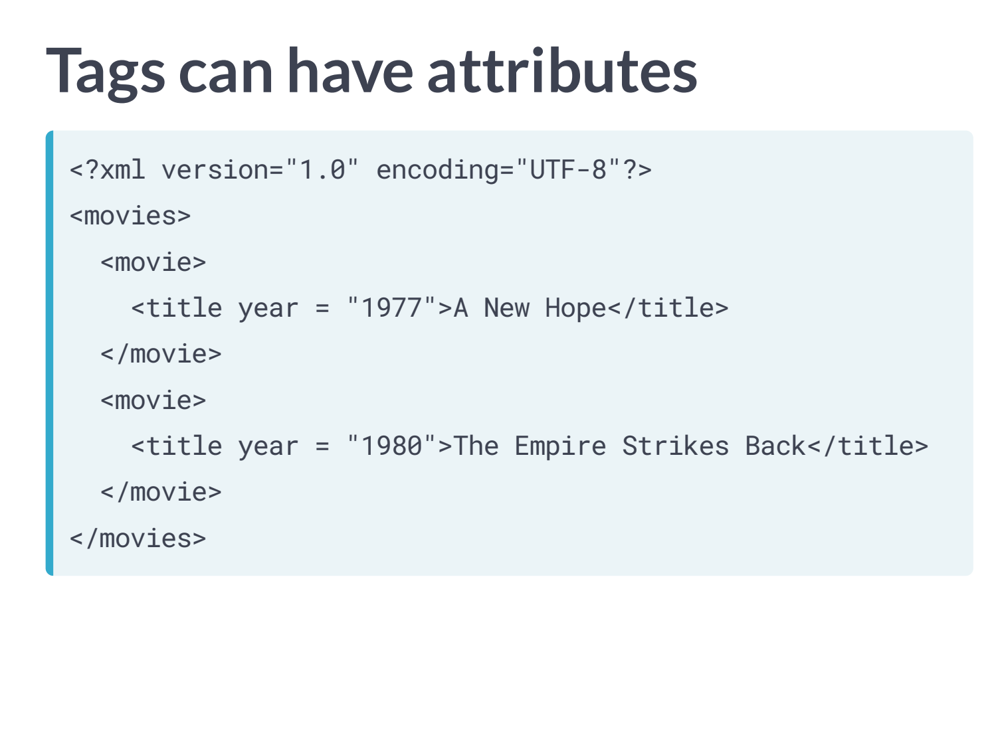 Tags can have attributes
<?xml version="1.0" encoding="UTF-8"?>
<movies>
  <movie>
    <title year = "1977">A New Hope</title>
  </movie>
  <movie>
    <title year = "1980">The Empire Strikes Back</title>
  </movie>
</movies>